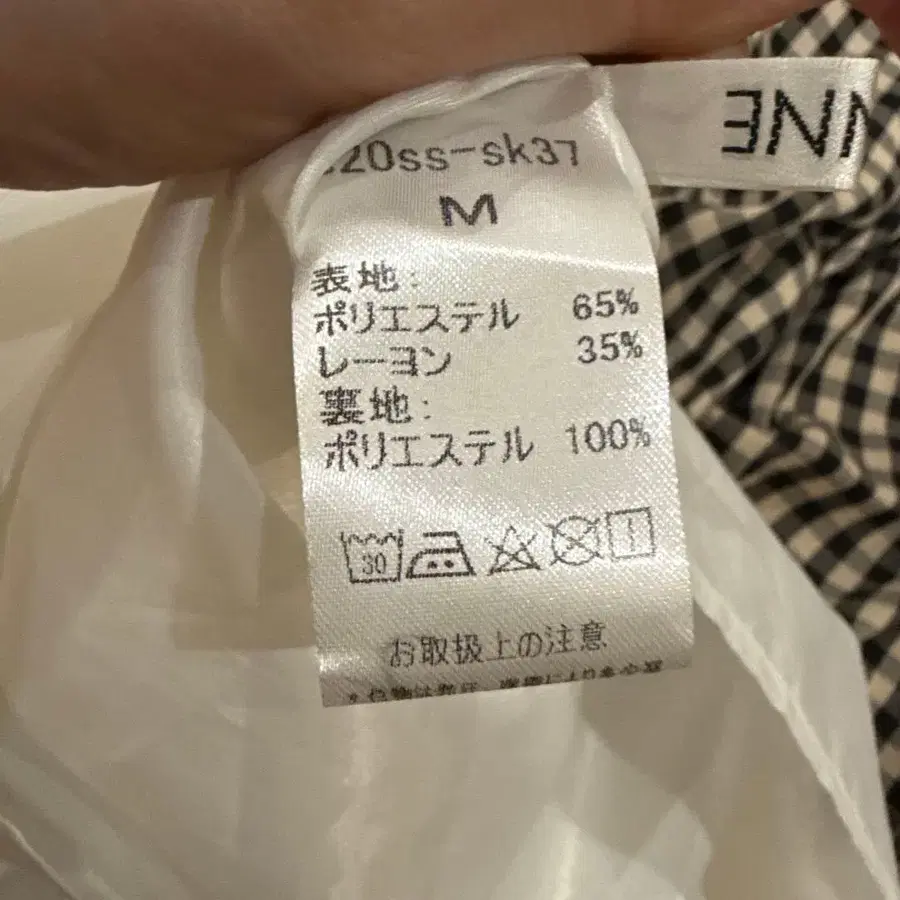 20ss-sk37
M
表地:
ポリエステル 65%
レーヨン 35%
裏地:
ポリエステル 100%
30
お取扱上の注意